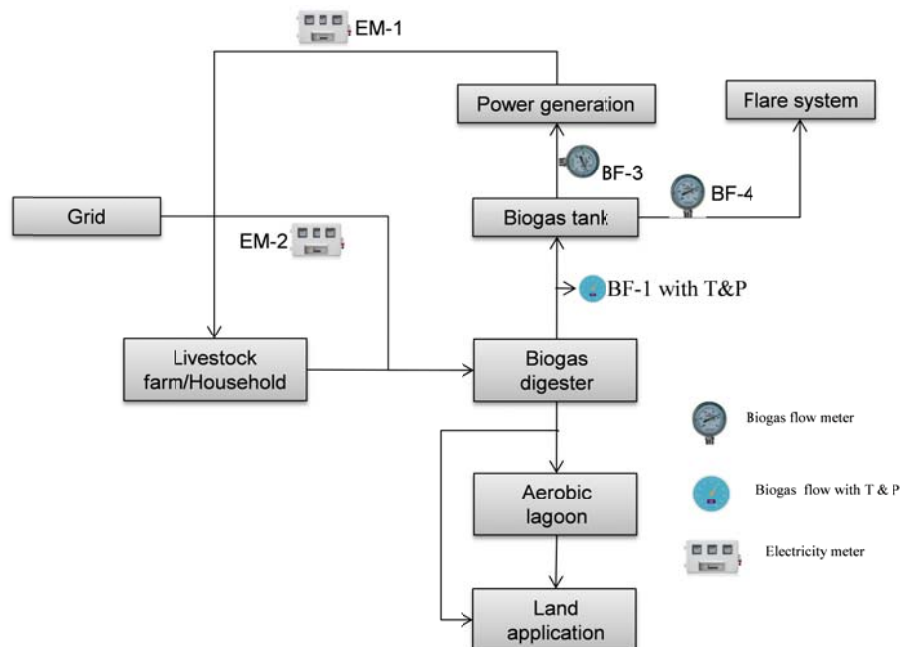 EM-1
Power generation
Flare system
BF-3
BF-4
Grid
Biogas tank
EM-2
BF-1 with T&P
Livestock
farm/Household
Biogas
digester
Biogas flow meter
Aerobic
lagoon
Biogas flow with T & P
Electricity meter
Land
application